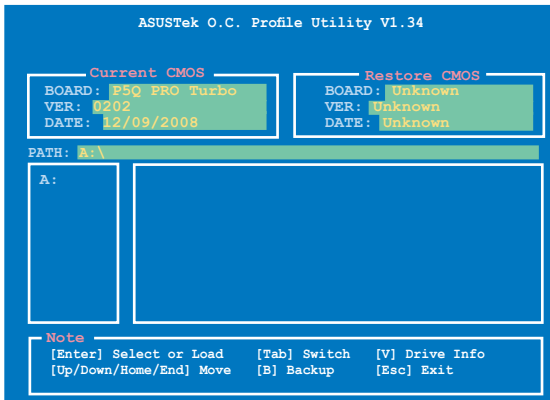 ASUSTek O.C. Profile Utility V1.34
Current CMOS
BOARD: P5Q PRO Turbo
VER: 0202
DATE: 12/09/2008
Restore CMOS
BOARD: Unknown
VER: Unknown
DATE: Unknown
PATH: A:\
A:
Note
[Enter] Select or Load [Tab] Switch [V] Drive Info
[Up/Down/Home/End] Move [B] Backup [Esc] Exit